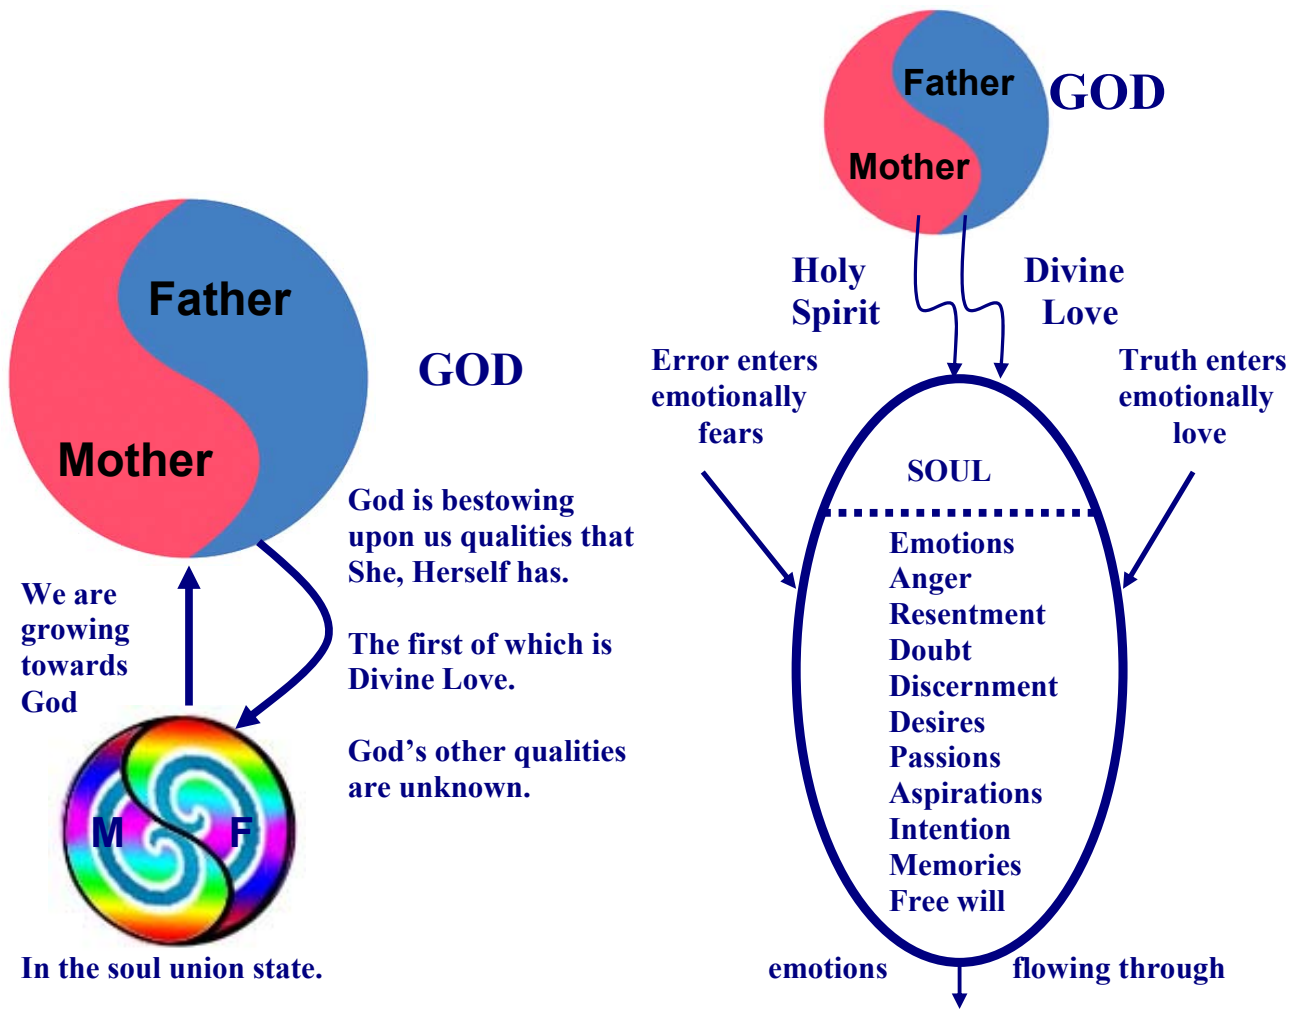 Father
Mother
GOD
God is bestowing
upon us qualities that
She, Herself has.
The first of which is
Divine Love.
God’s other qualities
are unknown.
We are
growing
towards
God
M F
In the soul union state.
Father
Mother
GOD
Holy
Spirit
Divine
Love
Error enters
emotionally
fears
Truth enters
emotionally
love
SOUL
Emotions
Anger
Resentment
Doubt
Discernment
Desires
Passions
Aspirations
Intention
Memories
Free will
emotions flowing through